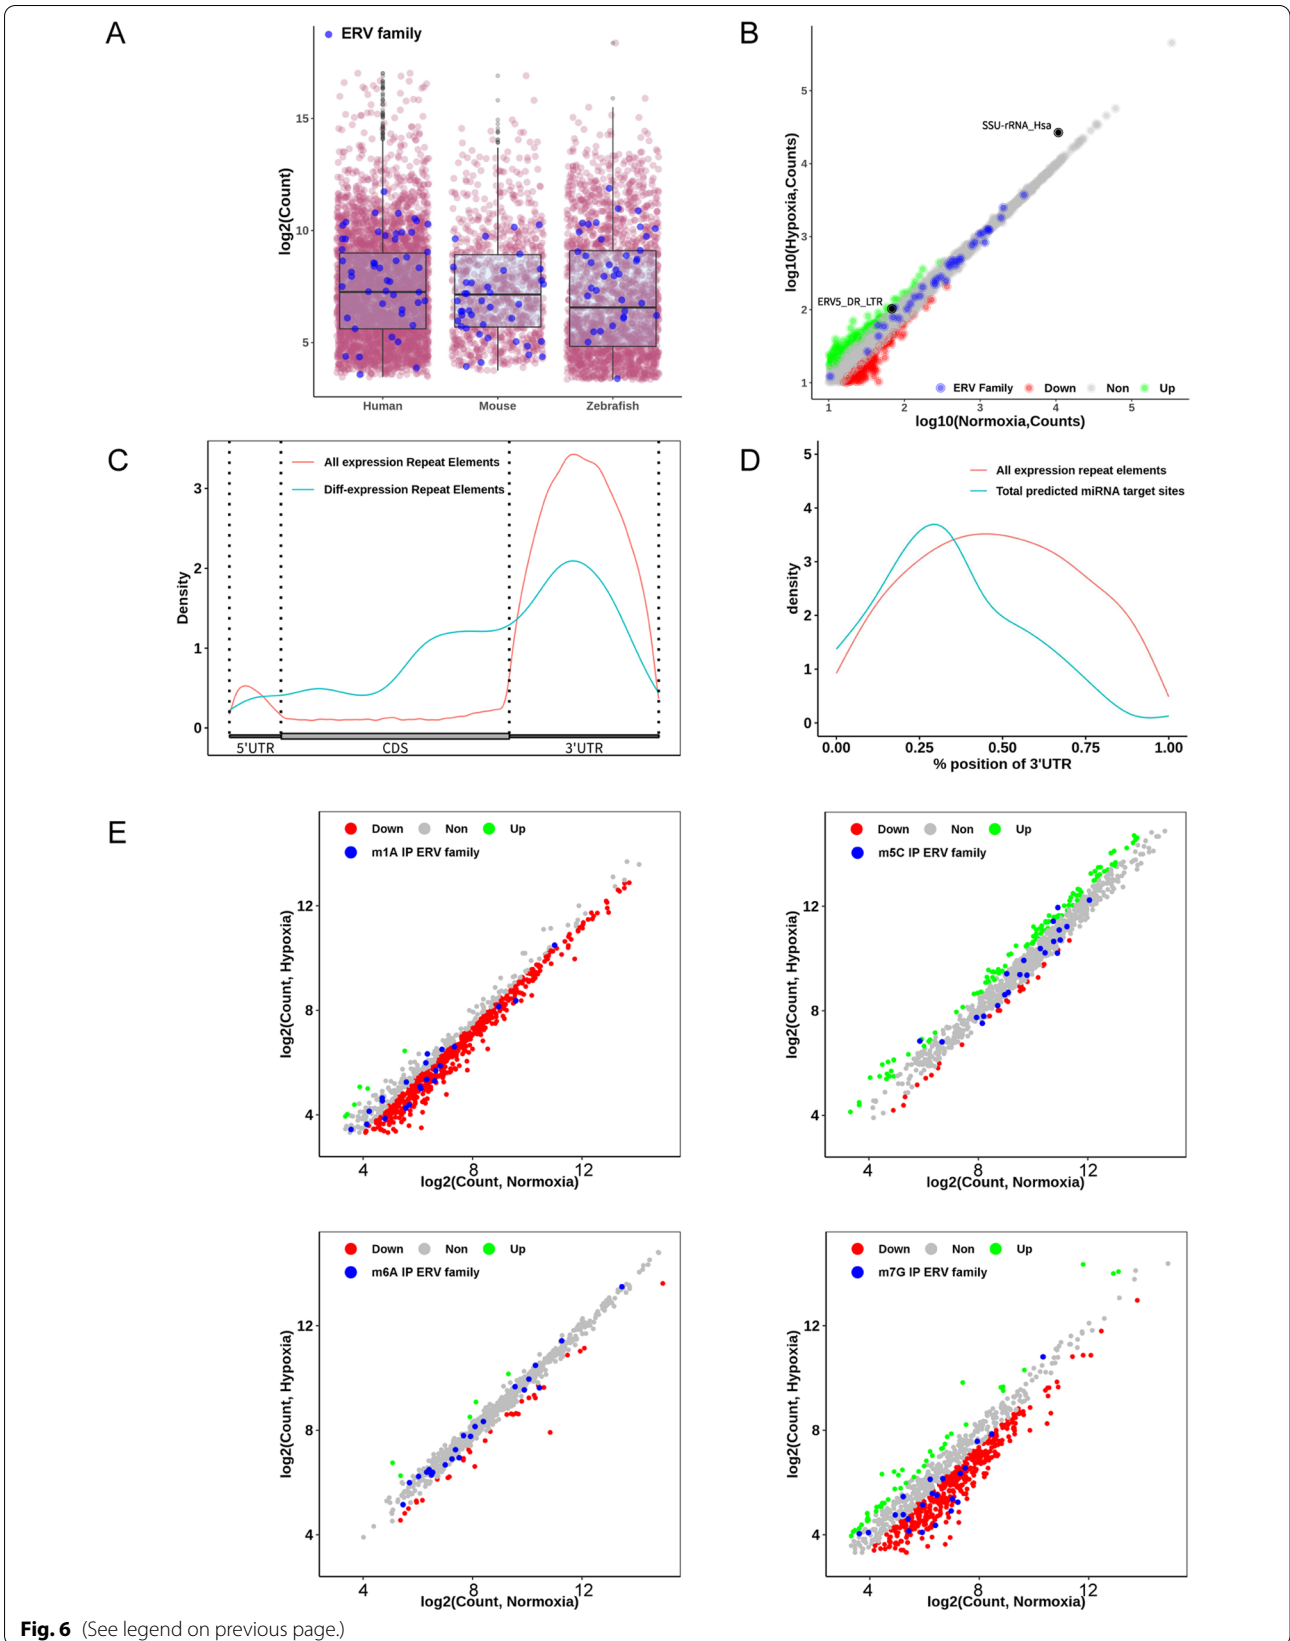 A
ERV family
log2(Count)
15
10
5
Human Mouse Zebrafish
B
SSU-rRNA_Hsa
ERV5_DR_LTR
log10(Hypoxia,Counts)
5
4
3
2
1
ERV Family Down Non Up
1 2 3 4 5
log10(Normoxia,Counts)
C
All expression Repeat Elements
Diff-expression Repeat Elements
Density
3
2
1
0
5'UTR CDS 3'UTR
D
All expression repeat elements
Total predicted miRNA target sites
density
5
4
3
2
1
0
0.00 0.25 0.50 0.75 1.00
% position of 3'UTR
E
Down Non Up
m1A IP ERV family
log2(Count, Hypoxia)
12
8
4
4 8 12
log2(Count, Normoxia)
Down Non Up
m5C IP ERV family
log2(Count, Hypoxia)
12
8
4
4 8 12
log2(Count, Normoxia)
Down Non Up
m6A IP ERV family
log2(Count, Hypoxia)
12
8
4
4 8 12
log2(Count, Normoxia)
Down Non Up
m7G IP ERV family
log2(Count, Hypoxia)
12
8
4
4 8 12
log2(Count, Normoxia)
Fig. 6 (See legend on previous page.)